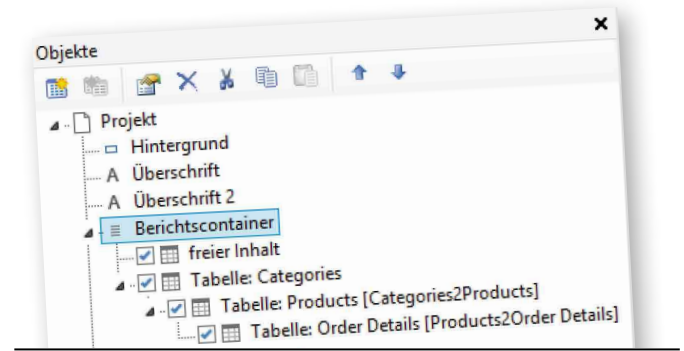 Objekte
Projekt
Hintergrund
A Überschrift
A Überschrift 2
Berichtscontainer
freier Inhalt
Tabelle: Categories
Tabelle: Products [Categories2Products]
Tabelle: Order Details [Products2Order Details]